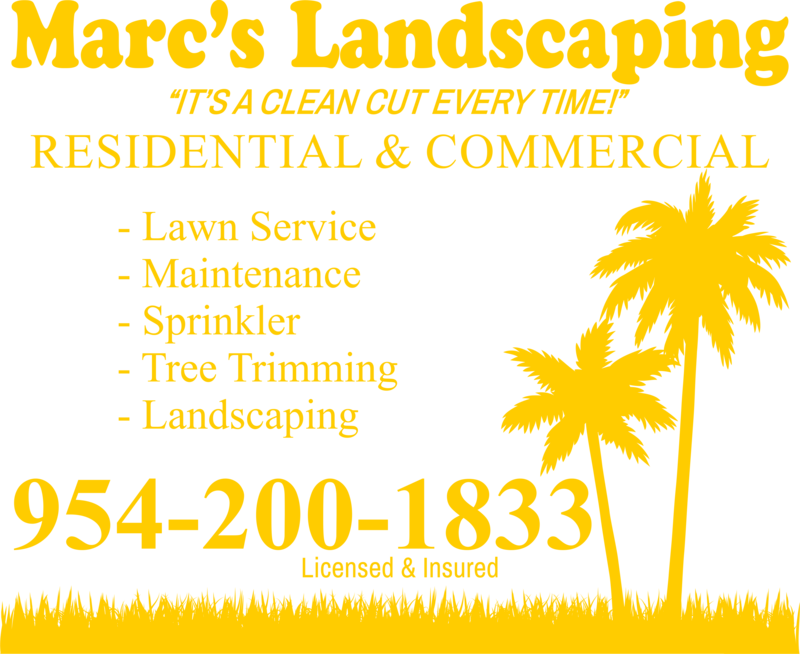 Marc's Landscaping
“IT'S A CLEAN CUT EVERY TIME!”
RESIDENTIAL & COMMERCIAL
- Lawn Service
- Maintenance
- Sprinkler
- Tree Trimming
- Landscaping
954-200-1833
Licensed & Insured